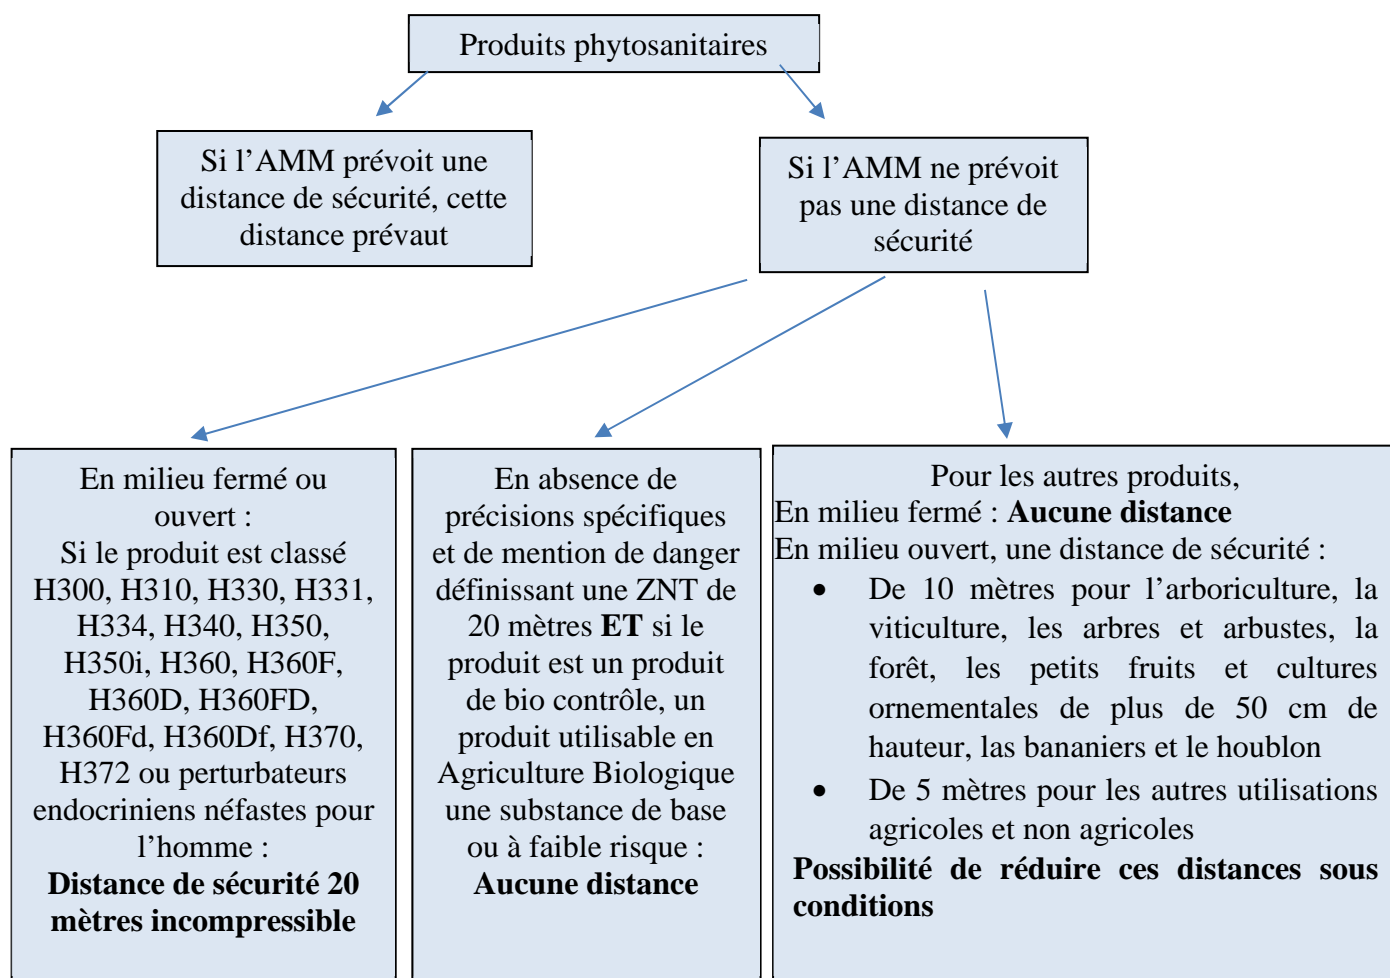 Produits phytosanitaires
Si l’AMM prévoit une
distance de sécurité, cette
distance prévaut
Si l’AMM ne prévoit
pas une distance de
sécurité
En milieu fermé ou
ouvert :
Si le produit est classé
H300, H310, H330, H331,
H334, H340, H350,
H350i, H360, H360F,
H360D, H360FD,
H360Fd, H360Df, H370,
H372 ou perturbateurs
endocriniens néfastes pour
l’homme :
Distance de sécurité 20
mètres incompressible
En absence de
précisions spécifiques
et de mention de danger
définissant une ZNT de
20 mètres ET si le
produit est un produit
de bio contrôle, un
produit utilisable en
Agriculture Biologique
une substance de base
ou à faible risque :
Aucune distance
Pour les autres produits,
En milieu fermé : Aucune distance
En milieu ouvert, une distance de sécurité :
• De 10 mètres pour l’arboriculture, la
viticulture, les arbres et arbustes, la
forêt, les petits fruits et cultures
ornementales de plus de 50 cm de
hauteur, las bananiers et le houblon
• De 5 mètres pour les autres utilisations
agricoles et non agricoles
Possibilité de réduire ces distances sous
conditions